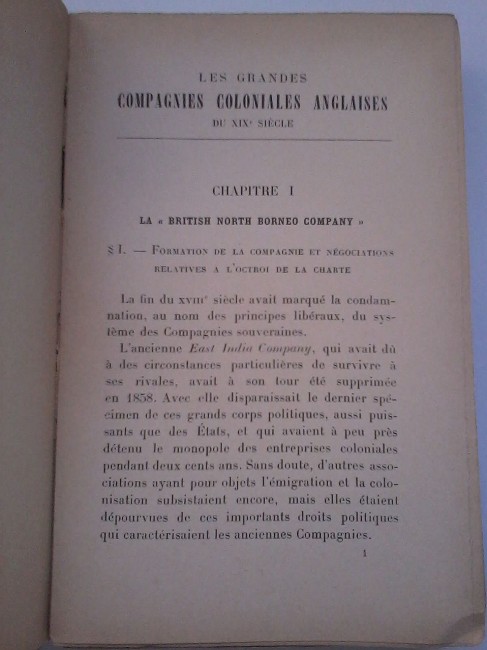 LES GRANDES
COMPAGNIES COLONIALES ANGLAISES
DU XIXᵉ SIÈCLE
CHAPITRE I
LA « BRITISH NORTH BORNEO COMPANY »
§ I. — FORMATION DE LA COMPAGNIE ET NÉGOCIATIONS
RELATIVES A L'OCTROI DE LA CHARTE
La fin du XVIIIᵉ siècle avait marqué la condam-
nation, au nom des principes libéraux, du sys-
tème des Compagnies souveraines.
L'ancienne East India Company, qui avait dû
à des circonstances particulières de survivre à
ses rivales, avait à son tour été supprimée
en 1858. Avec elle disparaissait le dernier spé-
cimen de ces grands corps politiques, aussi puis-
sants que des États, et qui avaient à peu près
détenu le monopole des entreprises coloniales
pendant deux cents ans. Sans doute, d'autres asso-
ciations ayant pour objets l'émigration et la colo-
nisation subsistaient encore, mais elles étaient
dépourvues de ces importants droits politiques
qui caractérisaient les anciennes Compagnies.
1